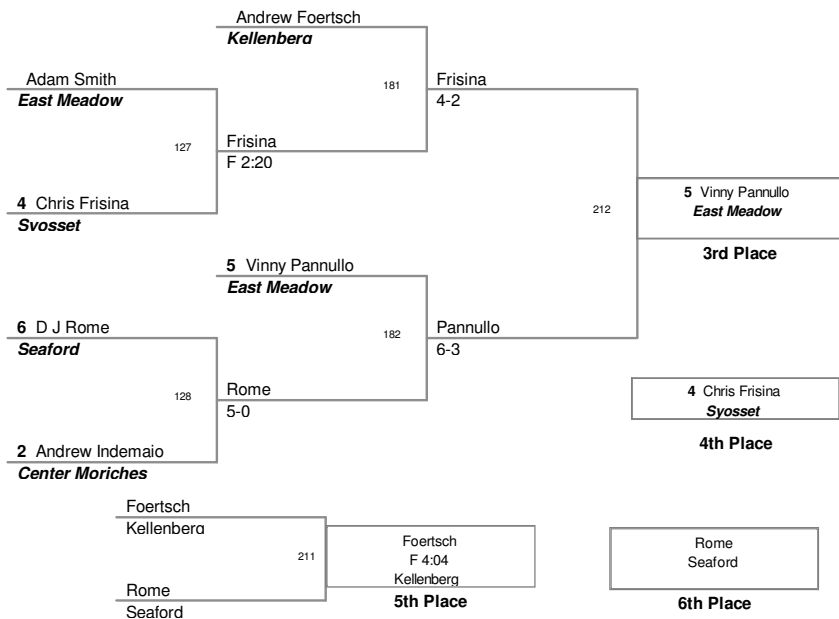 Andrew Foertsch
Kellenberg
Adam Smith
East Meadow
181
Frisina
4-2
127
Frisina
F 2:20
4 Chris Frisina
Syosset
212
5 Vinny Pannullo
East Meadow
3rd Place
5 Vinny Pannullo
East Meadow
6 D J Rome
Seaford
182
Pannullo
6-3
128
Rome
5-0
4 Chris Frisina
Syosset
4th Place
2 Andrew Indemaio
Center Moriches
Foertsch
Kellenberg
211
Foertsch
F 4:04
Kellenberg
5th Place
Rome
Seaford
Rome
Seaford
6th Place